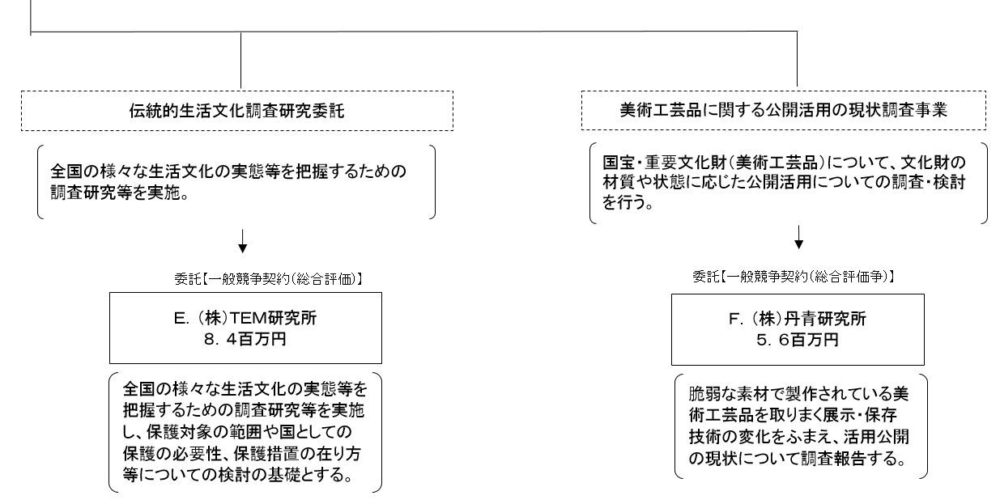 伝統的生活文化調査研究委託
全国の様々な生活文化の実態等を把握するための
調査研究等を実施。
委託【一般競争契約（総合評価）】
Ｅ．（株）ＴＥＭ研究所
８．４百万円
全国の様々な生活文化の実態等を
把握するための調査研究等を実施
し、保護対象の範囲や国としての
保護の必要性、保護措置の在り方
等についての検討の基礎とする。
美術工芸品に関する公開活用の現状調査事業
国宝・重要文化財（美術工芸品）について、文化財の
材質や状態に応じた公開活用についての調査・検討
を行う。
委託【一般競争契約（総合評価争）】
Ｆ．（株）丹青研究所
５．６百万円
脆弱な素材で製作されている美
術工芸品を取りまく展示・保存
技術の変化をふまえ、活用公開
の現状について調査報告する。